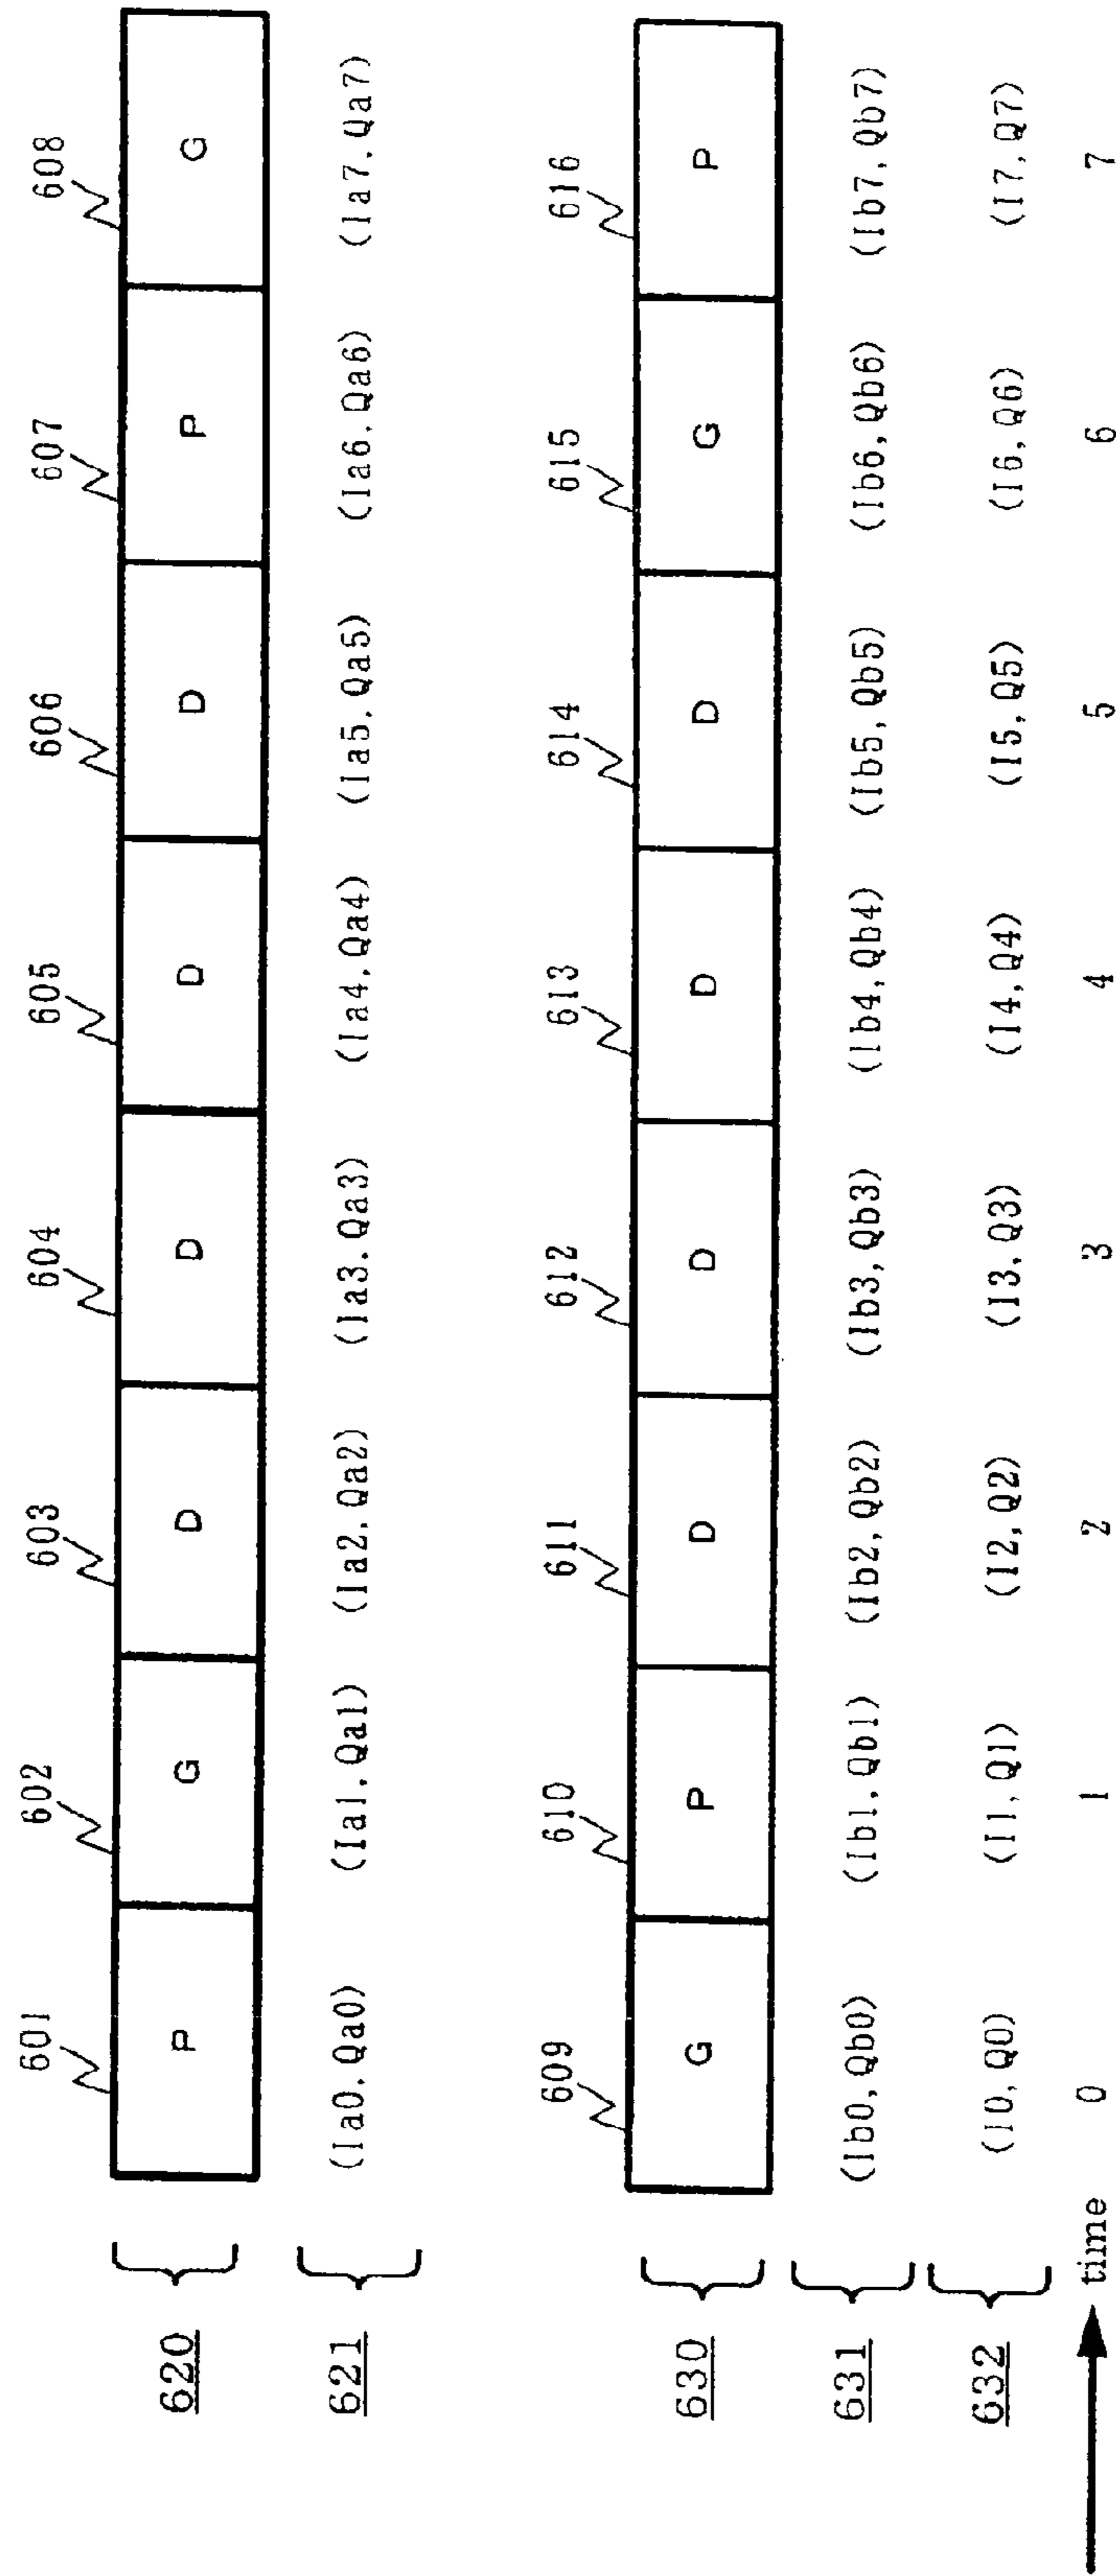 601 602 603 604 605 606 607 608
620 P G D D D D P G
621 (Ia0,Qa0) (Ia1,Qa1) (Ia2,Qa2) (Ia3,Qa3) (Ia4,Qa4) (Ia5,Qa5) (Ia6,Qa6) (Ia7,Qa7)
609 610 611 612 613 614 615 616
630 G P D D D D G P
631 (Ib0,Qb0) (Ib1,Qb1) (Ib2,Qb2) (Ib3,Qb3) (Ib4,Qb4) (Ib5,Qb5) (Ib6,Qb6) (Ib7,Qb7)
632 (I0,Q0) (I1,Q1) (I2,Q2) (I3,Q3) (I4,Q4) (I5,Q5) (I6,Q6) (I7,Q7)
time 0 1 2 3 4 5 6 7